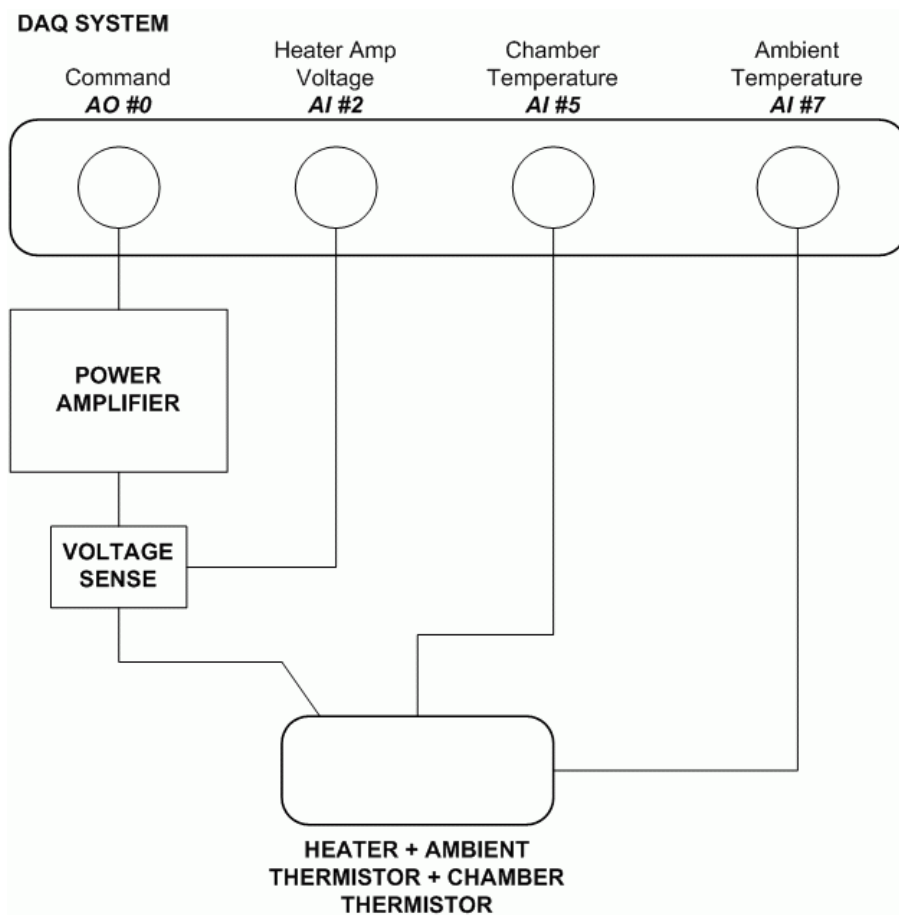 DAQ SYSTEM
Command
AO #0
Heater Amp
Voltage
AI #2
Chamber
Temperature
AI #5
Ambient
Temperature
AI #7
POWER
AMPLIFIER
VOLTAGE
SENSE
HEATER + AMBIENT
THERMISTOR + CHAMBER
THERMISTOR